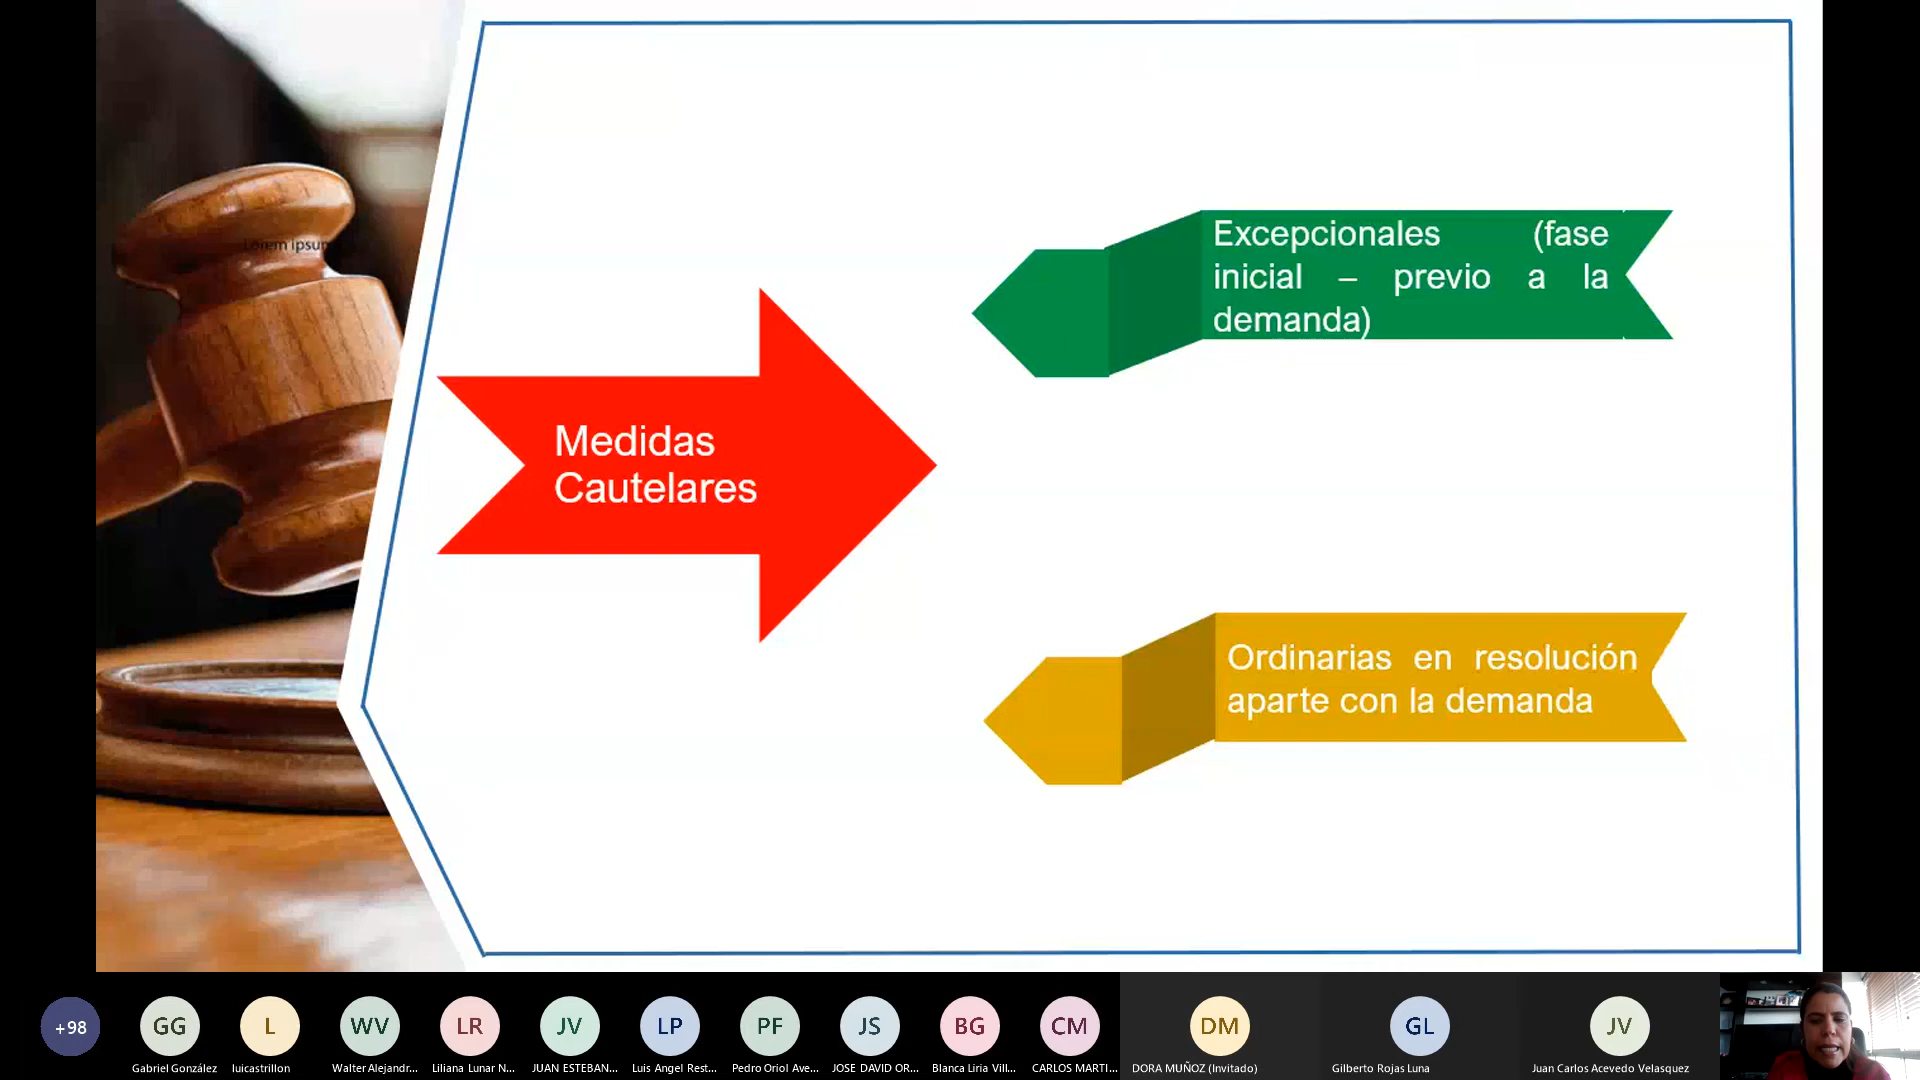 Lorem ipsum
Excepcionales (fase
inicial – previo a la
demanda)
Medidas
Cautelares
Ordinarias en resolución
aparte con la demanda
+98
GG
L
WV
LR
JV
LP
PF
JS
BG
CM
DM
GL
JV
Gabriel González
luicastrillon
Walter Alejandr...
Liliana Lunar N...
JUAN ESTEBAN...
Luis Angel Rest...
Pedro Oriol Ave...
JOSE DAVID OR...
Blanca Liria Vill...
CARLOS MARTI...
DORA MUÑOZ (Invitado)
Gilberto Rojas Luna
Juan Carlos Acevedo Velasquez